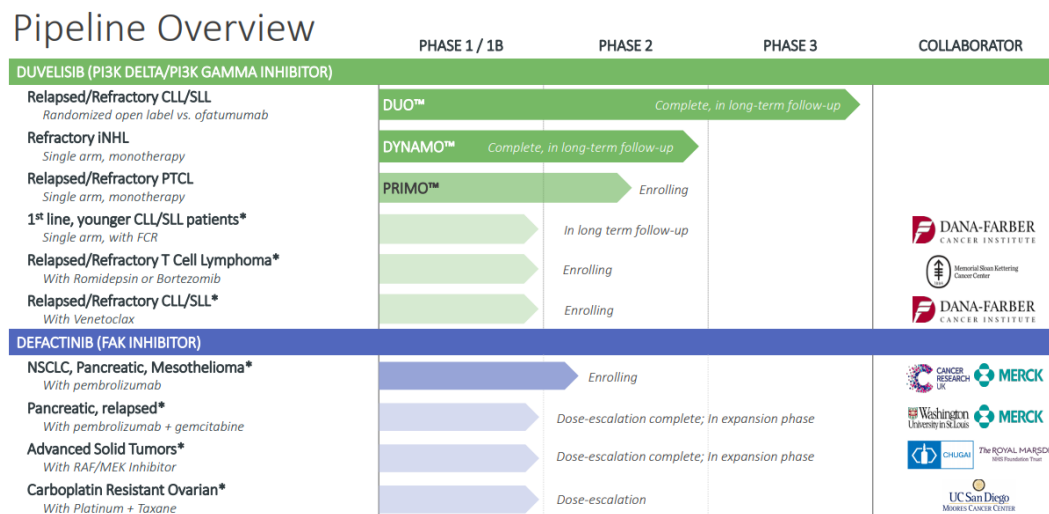 Pipeline Overview
PHASE 1 / 1B PHASE 2 PHASE 3 COLLABORATOR
DUVELISIB (PI3K DELTA/PI3K GAMMA INHIBITOR)
Relapsed/Refractory CLL/SLL
Randomized open label vs. ofatumumab
DUO™ Complete, in long-term follow-up
Refractory iNHL
Single arm, monotherapy
DYNAMO™ Complete, in long-term follow-up
Relapsed/Refractory PTCL
Single arm, monotherapy
PRIMO™ Enrolling
1st line, younger CLL/SLL patients*
Single arm, with FCR
In long term follow-up
DANA-FARBER
CANCER INSTITUTE
Relapsed/Refractory T Cell Lymphoma*
With Romidepsin or Bortezomib
Enrolling
Memorial Sloan Kettering
Cancer Center
Relapsed/Refractory CLL/SLL*
With Venetoclax
Enrolling
DANA-FARBER
CANCER INSTITUTE
DEFACTINIB (FAK INHIBITOR)
NSCLC, Pancreatic, Mesothelioma*
With pembrolizumab
Enrolling
CANCER
RESEARCH
UK
MERCK
Pancreatic, relapsed*
With pembrolizumab + gemcitabine
Dose-escalation complete; In expansion phase
Washington
University in St. Louis
MERCK
Advanced Solid Tumors*
With RAF/MEK Inhibitor
Dose-escalation complete; In expansion phase
CHUGAI
The ROYAL MARSD
NHS Foundation Trust
Carboplatin Resistant Ovarian*
With Platinum + Taxane
Dose-escalation
UC San Diego
MOORES CANCER CENTER